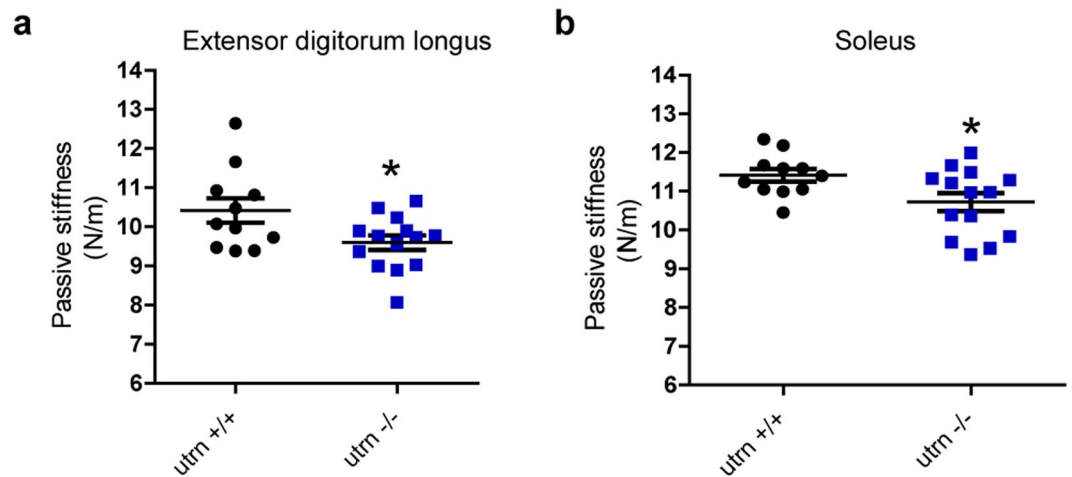 a
Extensor digitorum longus
Passive stiffness
(N/m)
14
13
12
11
10
9
8
7
6
*
utrn +/+
utrn -/-
b
Soleus
Passive stiffness
(N/m)
14
13
12
11
10
9
8
7
6
*
utrn +/+
utrn -/-